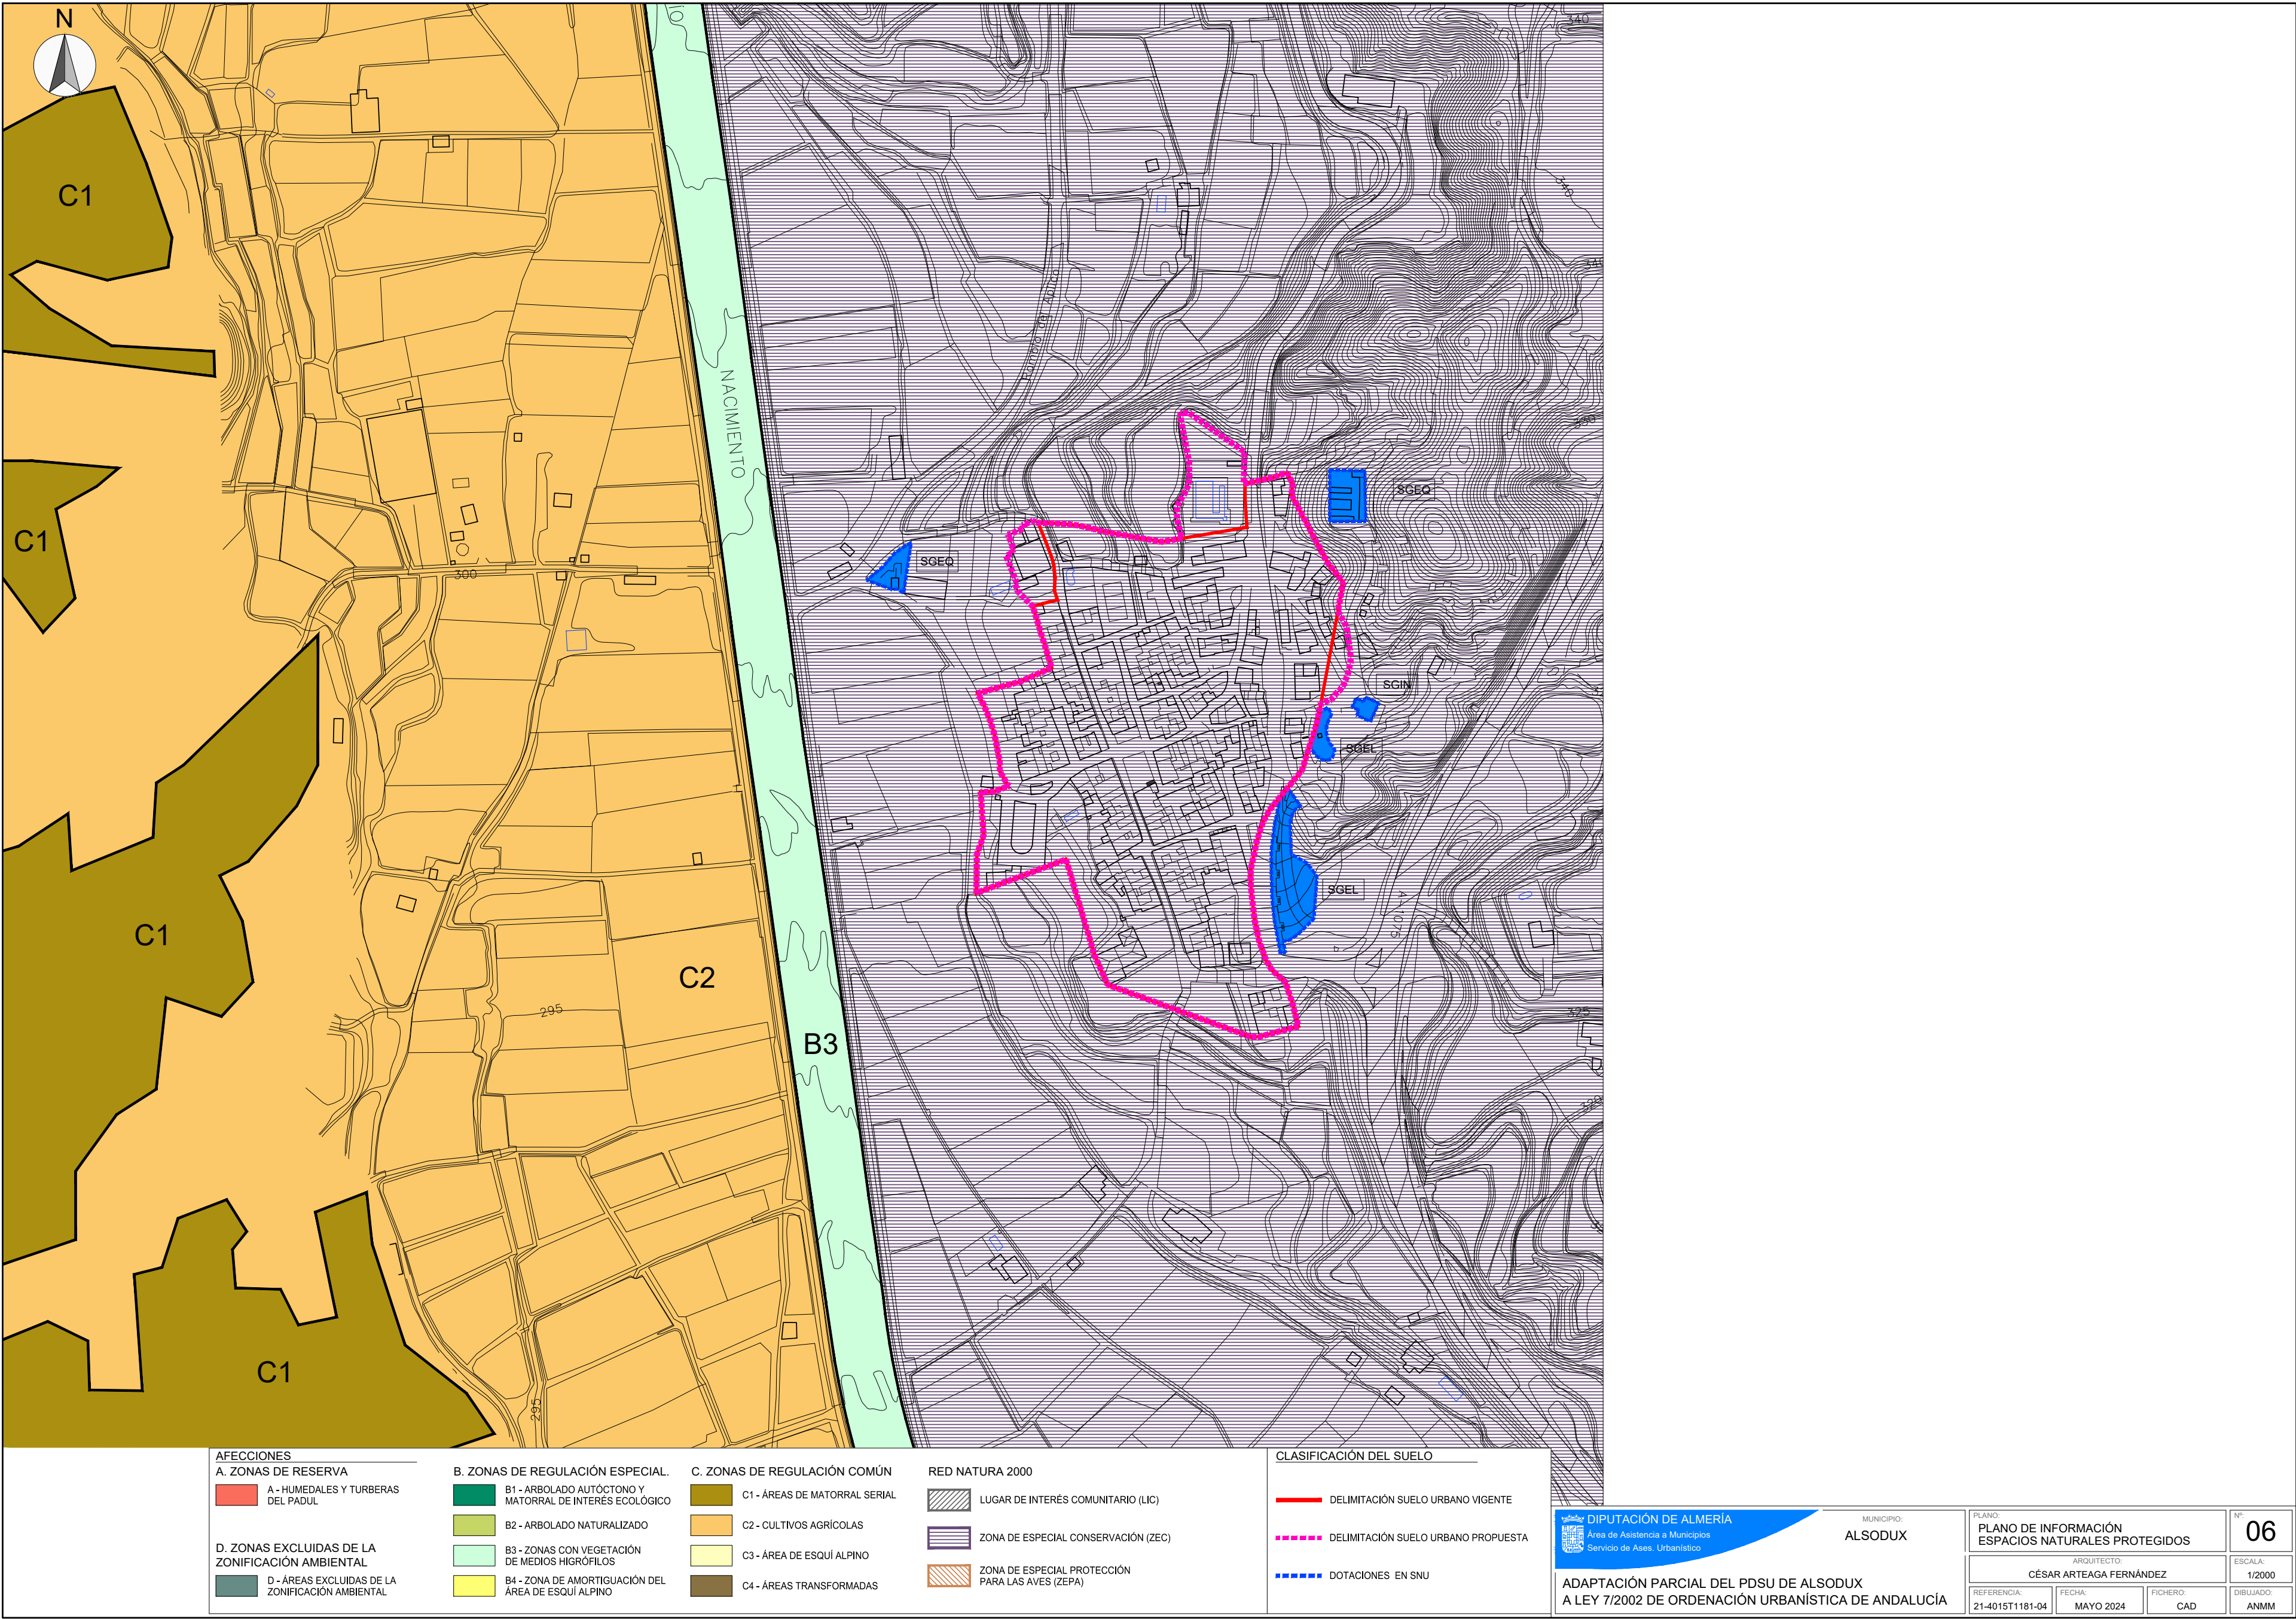 N
C1
C1
C1
C1
C2
B3
NACIMIENTO
300
295
295
340
340
340
330
325
320
A-1075
SGEQ
SGEQ
SGIN
SGEL
SGEL
AFECCIONES
A. ZONAS DE RESERVA
A - HUMEDALES Y TURBERAS
DEL PADUL
D. ZONAS EXCLUIDAS DE LA
ZONIFICACIÓN AMBIENTAL
D - ÁREAS EXCLUIDAS DE LA
ZONIFICACIÓN AMBIENTAL
B. ZONAS DE REGULACIÓN ESPECIAL.
B1 - ARBOLADO AUTÓCTONO Y
MATORRAL DE INTERÉS ECOLÓGICO
B2 - ARBOLADO NATURALIZADO
B3 - ZONAS CON VEGETACIÓN
DE MEDIOS HIGRÓFILOS
B4 - ZONA DE AMORTIGUACIÓN DEL
ÁREA DE ESQUÍ ALPINO
C. ZONAS DE REGULACIÓN COMÚN
C1 - ÁREAS DE MATORRAL SERIAL
C2 - CULTIVOS AGRÍCOLAS
C3 - ÁREA DE ESQUÍ ALPINO
C4 - ÁREAS TRANSFORMADAS
RED NATURA 2000
LUGAR DE INTERÉS COMUNITARIO (LIC)
ZONA DE ESPECIAL CONSERVACIÓN (ZEC)
ZONA DE ESPECIAL PROTECCIÓN
PARA LAS AVES (ZEPA)
CLASIFICACIÓN DEL SUELO
DELIMITACIÓN SUELO URBANO VIGENTE
DELIMITACIÓN SUELO URBANO PROPUESTA
DOTACIONES EN SNU
DIPUTACIÓN DE ALMERÍA
Área de Asistencia a Municipios
Servicio de Ases. Urbanístico
MUNICIPIO:
ALSODUX
ADAPTACIÓN PARCIAL DEL PDSU DE ALSODUX
A LEY 7/2002 DE ORDENACIÓN URBANÍSTICA DE ANDALUCÍA
PLANO:
PLANO DE INFORMACIÓN
ESPACIOS NATURALES PROTEGIDOS
Nº:
06
ARQUITECTO:
CÉSAR ARTEAGA FERNÁNDEZ
ESCALA:
1/2000
REFERENCIA:
21-4015T1181-04
FECHA:
MAYO 2024
FICHERO:
CAD
DIBUJADO:
ANMM